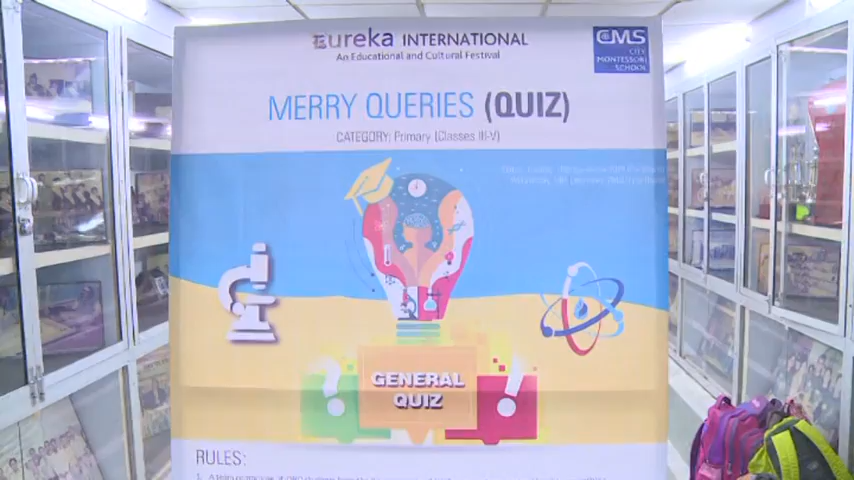 Eureka INTERNATIONAL
An Educational and Cultural Festival
CMS
CITY
MONTESSORI
SCHOOL
MERRY QUERIES (QUIZ)
CATEGORY: Primary (Classes III-V)
GENERAL
QUIZ
RULES: